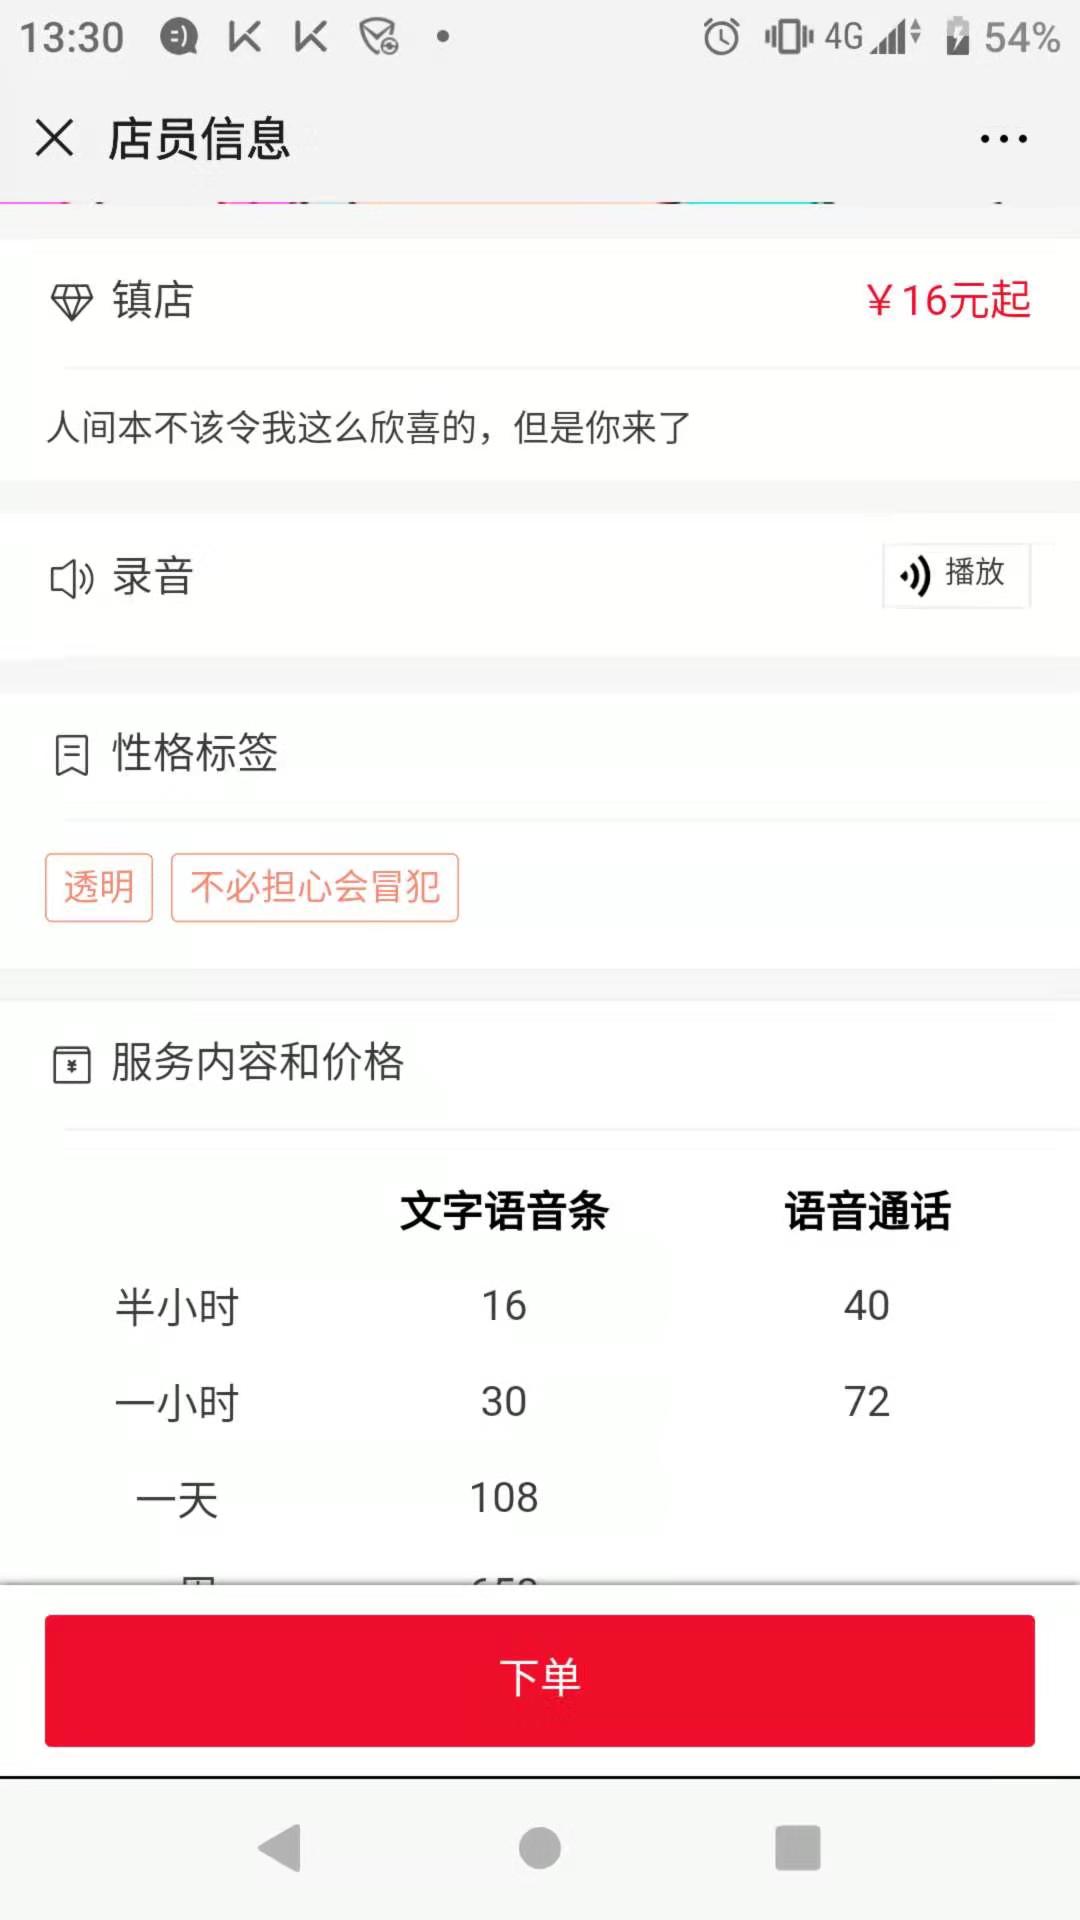 13:30 4G 54%
店员信息
镇店 ¥16元起
人间本不该令我这么欣喜的，但是你来了
录音 播放
性格标签
透明 不必担心会冒犯
服务内容和价格
文字语音条 语音通话
半小时 16 40
一小时 30 72
一天 108
下单